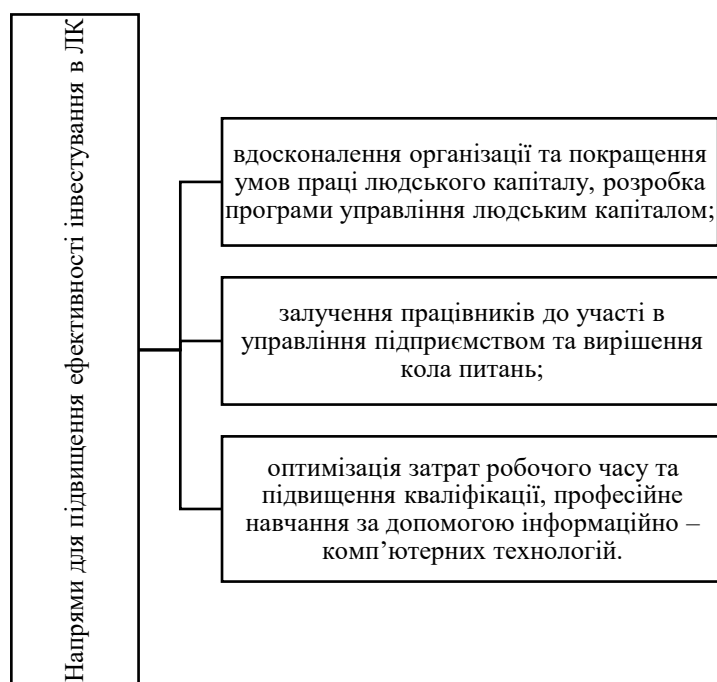 Напрями для підвищення ефективності інвестування в ЛК
вдосконалення організації та покращення
умов праці людського капіталу, розробка
програми управління людським капіталом;
залучення працівників до участі в
управління підприємством та вирішення
кола питань;
оптимізація затрат робочого часу та
підвищення кваліфікації, професійне
навчання за допомогою інформаційно –
комп’ютерних технологій.